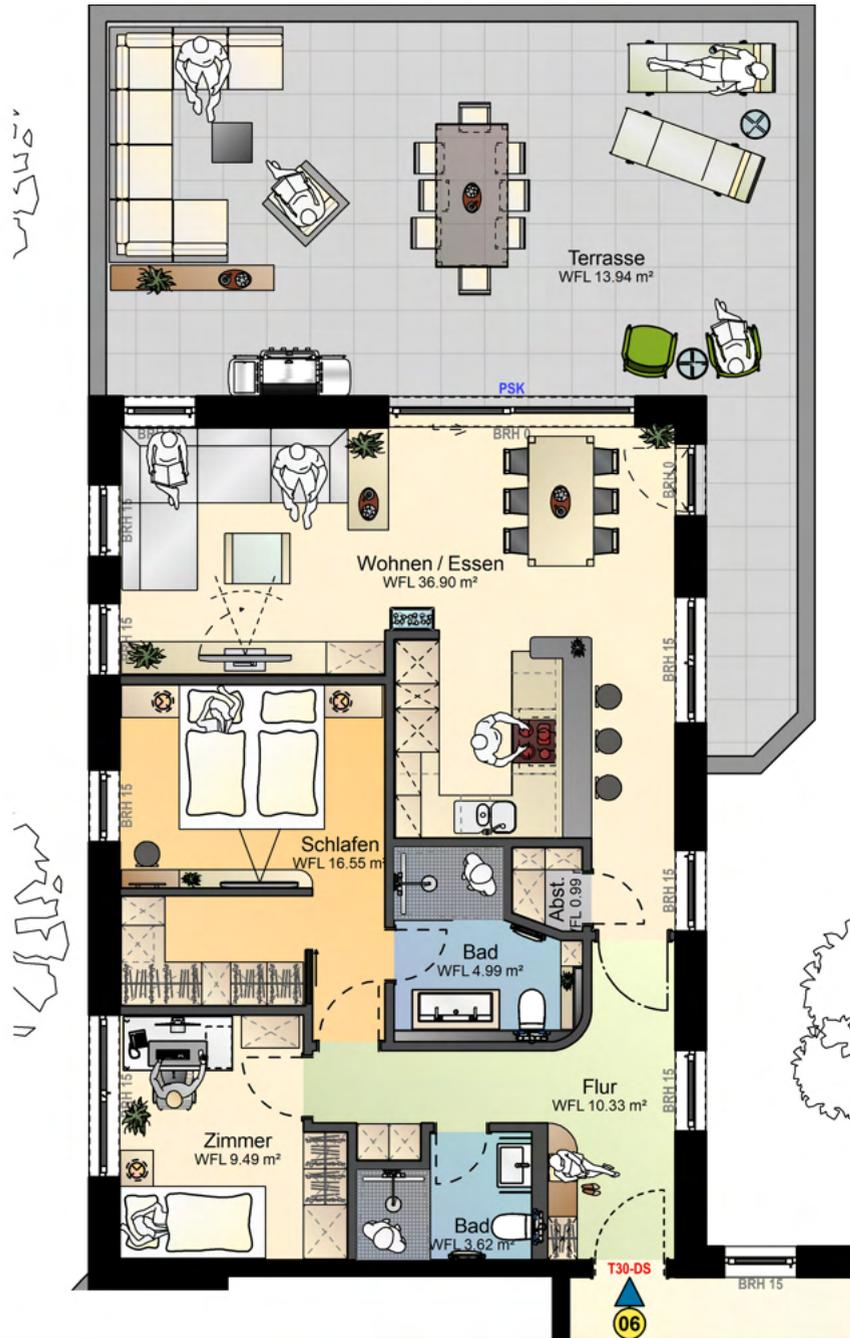 Terrasse
WFL 13.94 m²
PSK
BRH 0
BRH 0
BRH 15
Wohnen / Essen
WFL 36.90 m²
BRH 15
BRH 15
BRH 15
Schlafen
WFL 16.55 m²
Abst.
WFL 0.99
BRH 15
Bad
WFL 4.99 m²
Flur
WFL 10.33 m²
BRH 15
BRH 15
Zimmer
WFL 9.49 m²
Bad
WFL 3.62 m²
T30-DS
BRH 15
06